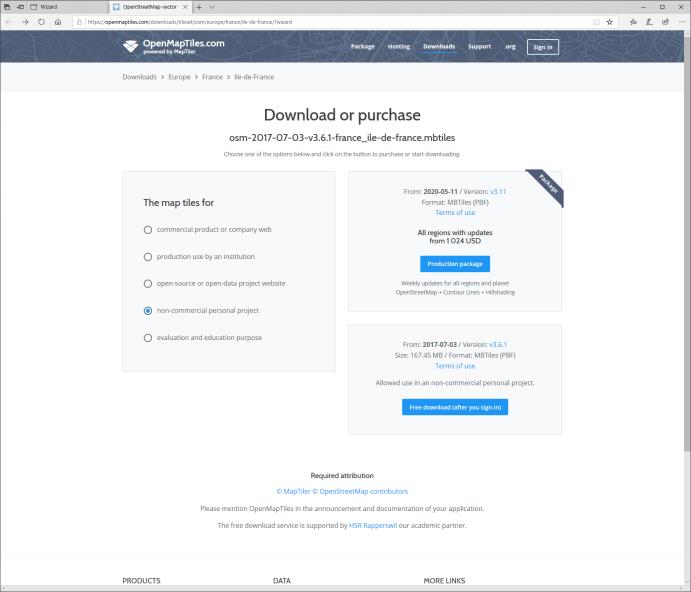 Wizard
OpenStreetMap vector
https://openmaptiles.com/downloads/tileset/osm/europe/france/ile-de-france/?wizard
OpenMapTiles.com
powered by MapTiler
Package Hosting Downloads Support .org Sign in
Downloads > Europe > France > Ile-de-France
Download or purchase
osm-2017-07-03-v3.6.1-france_ile-de-france.mbtiles
Choose one of the options below and click on the button to purchase or start downloading.
The map tiles for
commercial product or company web
production use by an institution
open-source or open-data project website
non-commercial personal project
evaluation and education purpose
Package
From: 2020-05-11 / Version: v3.11
Format: MBTiles (PBF)
Terms of use
All regions with updates
from 1 024 USD
Production package
Weekly updates for all regions and planet
OpenStreetMap + Contour Lines + Hillshading
From: 2017-07-03 / Version: v3.6.1
Size: 167.45 MB / Format: MBTiles (PBF)
Terms of use
Allowed use in an non-commercial personal project.
Free download (after you sign-in)
Required attribution
© MapTiler © OpenStreetMap contributors
Please mention OpenMapTiles in the announcement and documentation of your application.
The free download service is supported by HSR Rapperswil our academic partner.
PRODUCTS DATA MORE LINKS